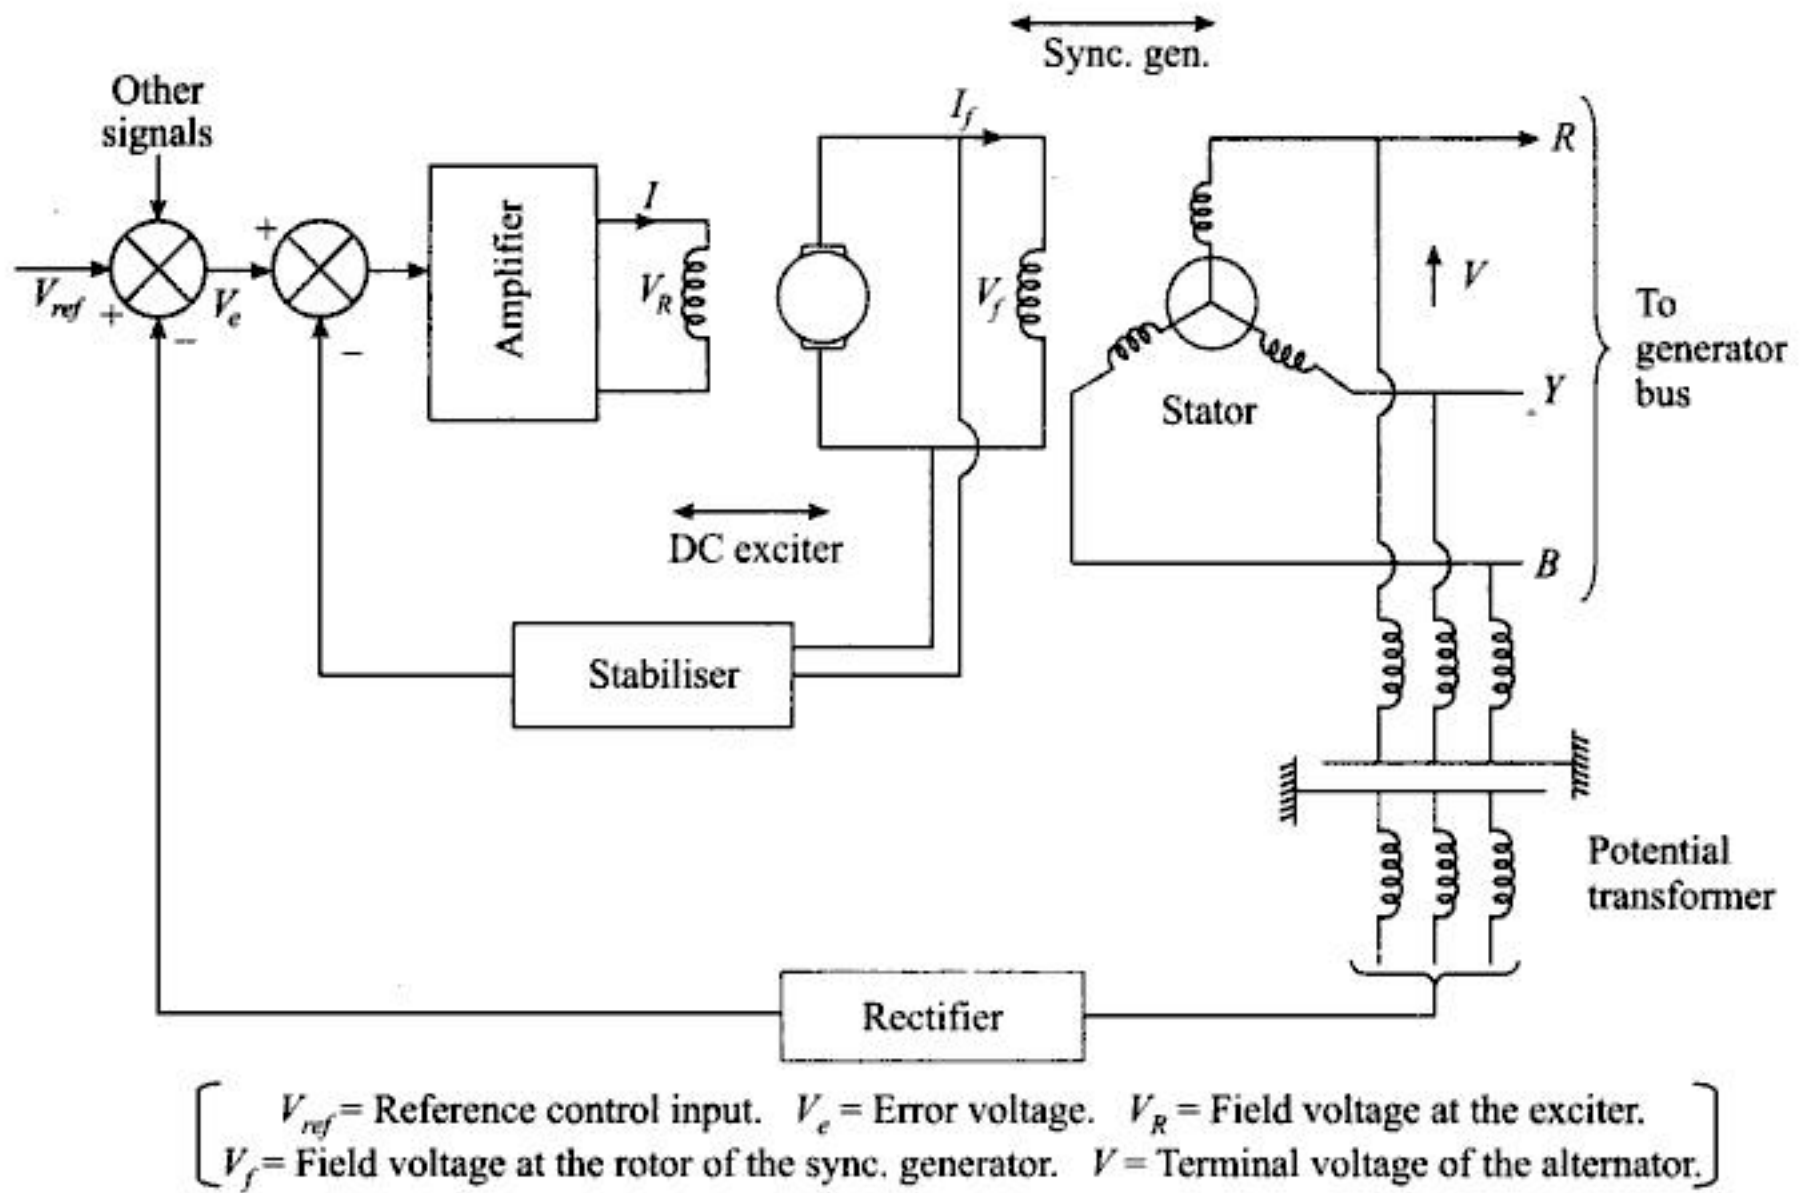 Sync. gen.
Other
signals
I_f
R
I
+
Amplifier
V_R
V_f
V
V_ref
+
V_e
−
−
To
generator
bus
Stator
Y
DC exciter
B
Stabiliser
Potential
transformer
Rectifier
V_ref = Reference control input. V_e = Error voltage. V_R = Field voltage at the exciter.
V_f = Field voltage at the rotor of the sync. generator. V = Terminal voltage of the alternator.